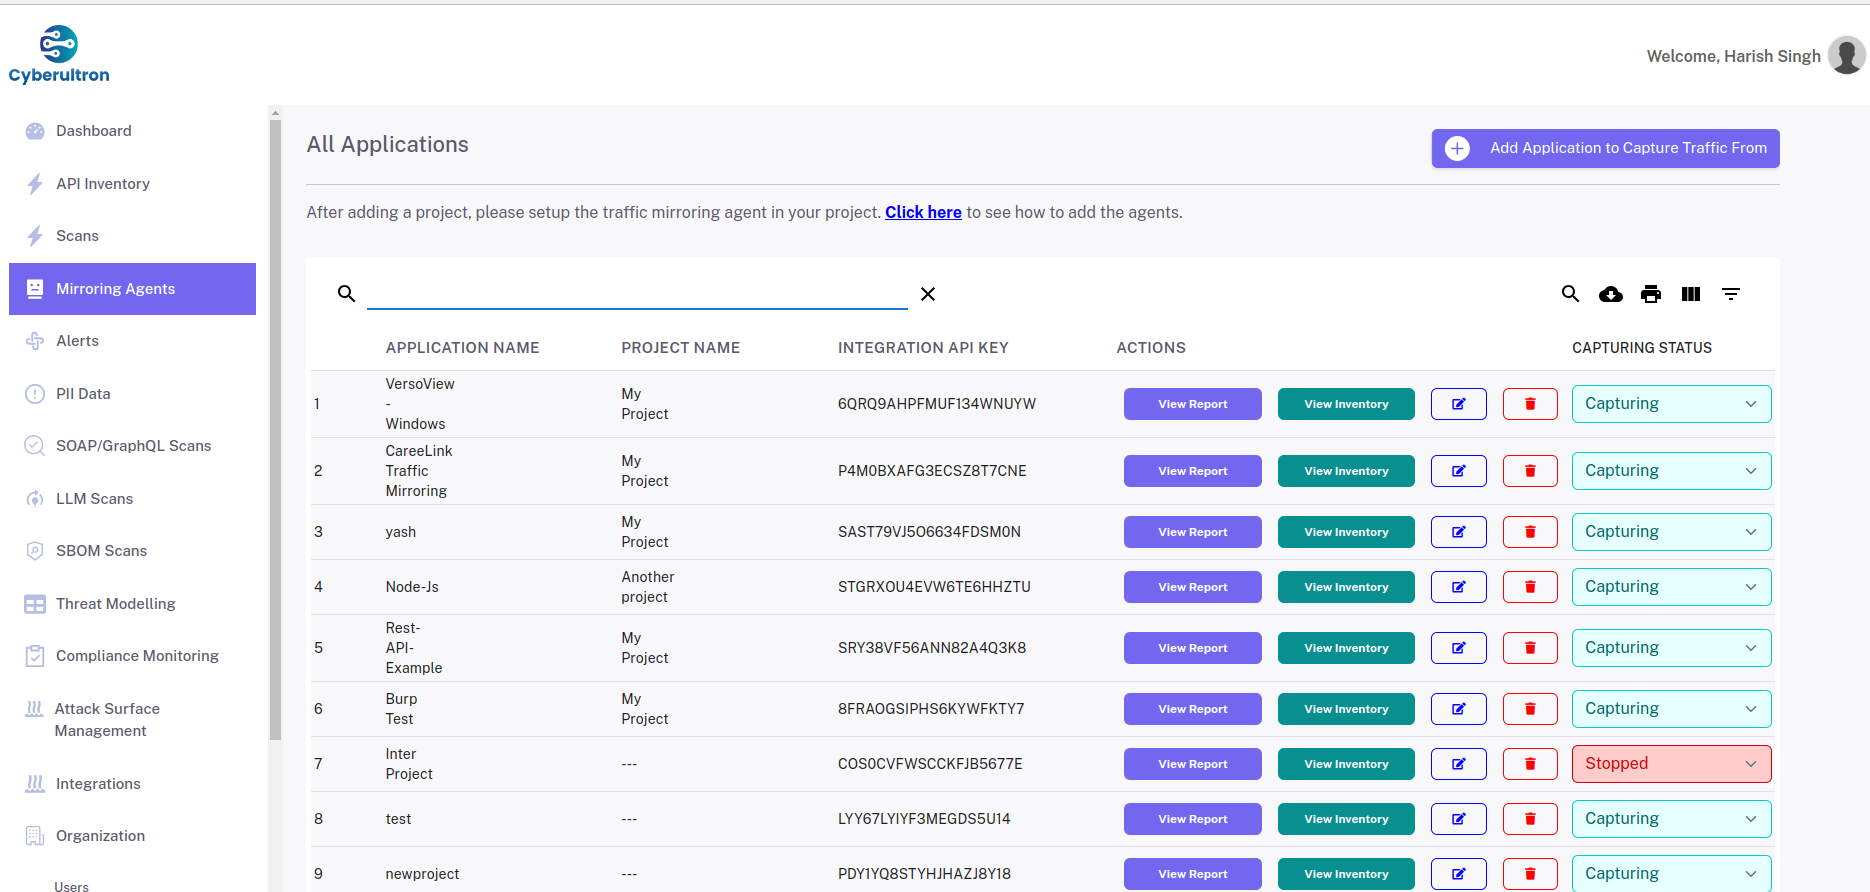 Cyberultron
Welcome, Harish Singh
Dashboard
API Inventory
Scans
Mirroring Agents
Alerts
PII Data
SOAP/GraphQL Scans
LLM Scans
SBOM Scans
Threat Modelling
Compliance Monitoring
Attack Surface
Management
Integrations
Organization
Users
All Applications
Add Application to Capture Traffic From
After adding a project, please setup the traffic mirroring agent in your project. Click here to see how to add the agents.
APPLICATION NAME PROJECT NAME INTEGRATION API KEY ACTIONS CAPTURING STATUS
1
VersoView
-
Windows
My
Project
6QRQ9AHPFMUF134WNUYW
View Report View Inventory Capturing
2
CareeLink
Traffic
Mirroring
My
Project
P4M0BXAFG3ECSZ8T7CNE
View Report View Inventory Capturing
3
yash
My
Project
SAST79VJ5O6634FDSM0N
View Report View Inventory Capturing
4
Node-Js
Another
project
STGRXOU4EVW6TE6HHZTU
View Report View Inventory Capturing
5
Rest-
API-
Example
My
Project
SRY38VF56ANN82A4Q3K8
View Report View Inventory Capturing
6
Burp
Test
My
Project
8FRAOGSIPHS6KYWFKTY7
View Report View Inventory Capturing
7
Inter
Project
---
COS0CVFWSCCKFJB5677E
View Report View Inventory Stopped
8
test
---
LYY67LYIYF3MEGDS5U14
View Report View Inventory Capturing
9
newproject
---
PDY1YQ8STYHJHAZJ8Y18
View Report View Inventory Capturing